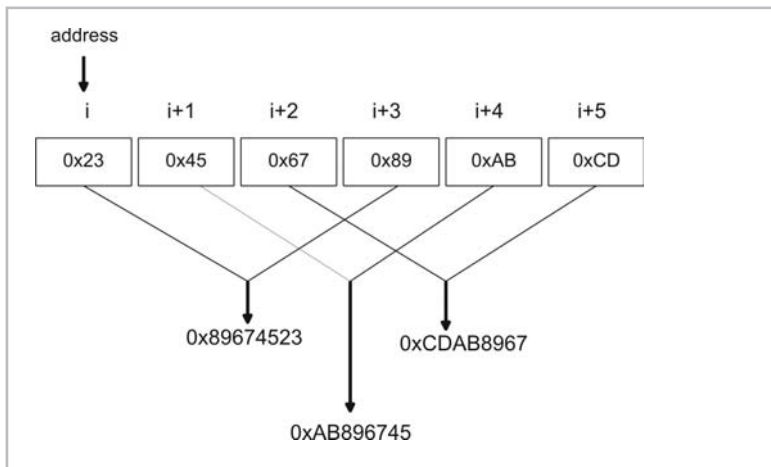 address
i i+1 i+2 i+3 i+4 i+5
0x23 0x45 0x67 0x89 0xAB 0xCD
0x89674523
0xCDAB8967
0xAB896745